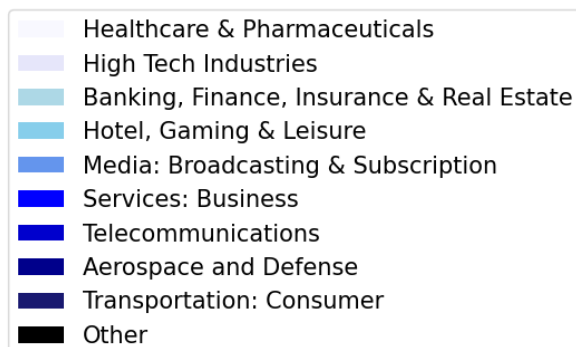 Healthcare & Pharmaceuticals
High Tech Industries
Banking, Finance, Insurance & Real Estate
Hotel, Gaming & Leisure
Media: Broadcasting & Subscription
Services: Business
Telecommunications
Aerospace and Defense
Transportation: Consumer
Other